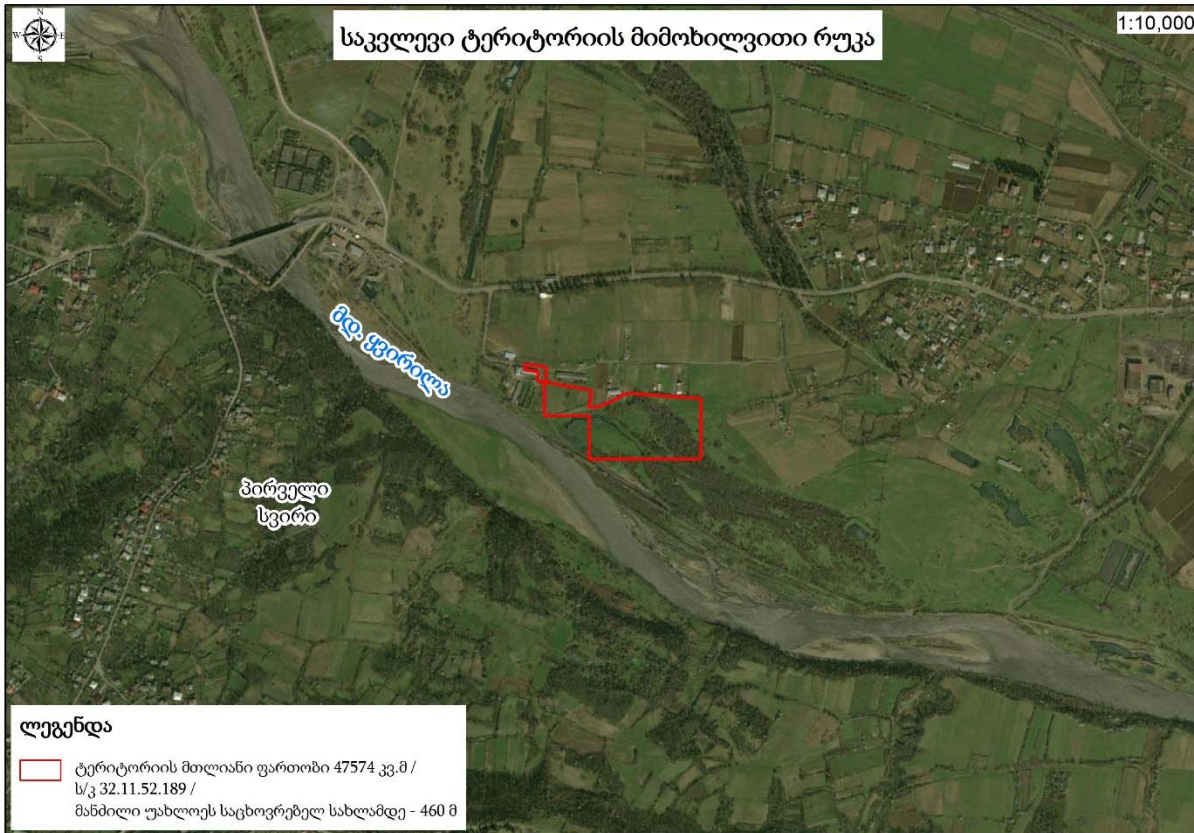 N
W E
S
საკვლევი ტერიტორიის მიმოხილვითი რუკა
1:10,000
მდ. ყვირილა
პირველი
სვირი
ლეგენდა
ტერიტორიის მთლიანი ფართობი 47574 კვ.მ /
ს/კ 32.11.52.189 /
მანძილი უახლოეს საცხოვრებელ სახლამდე - 460 მ